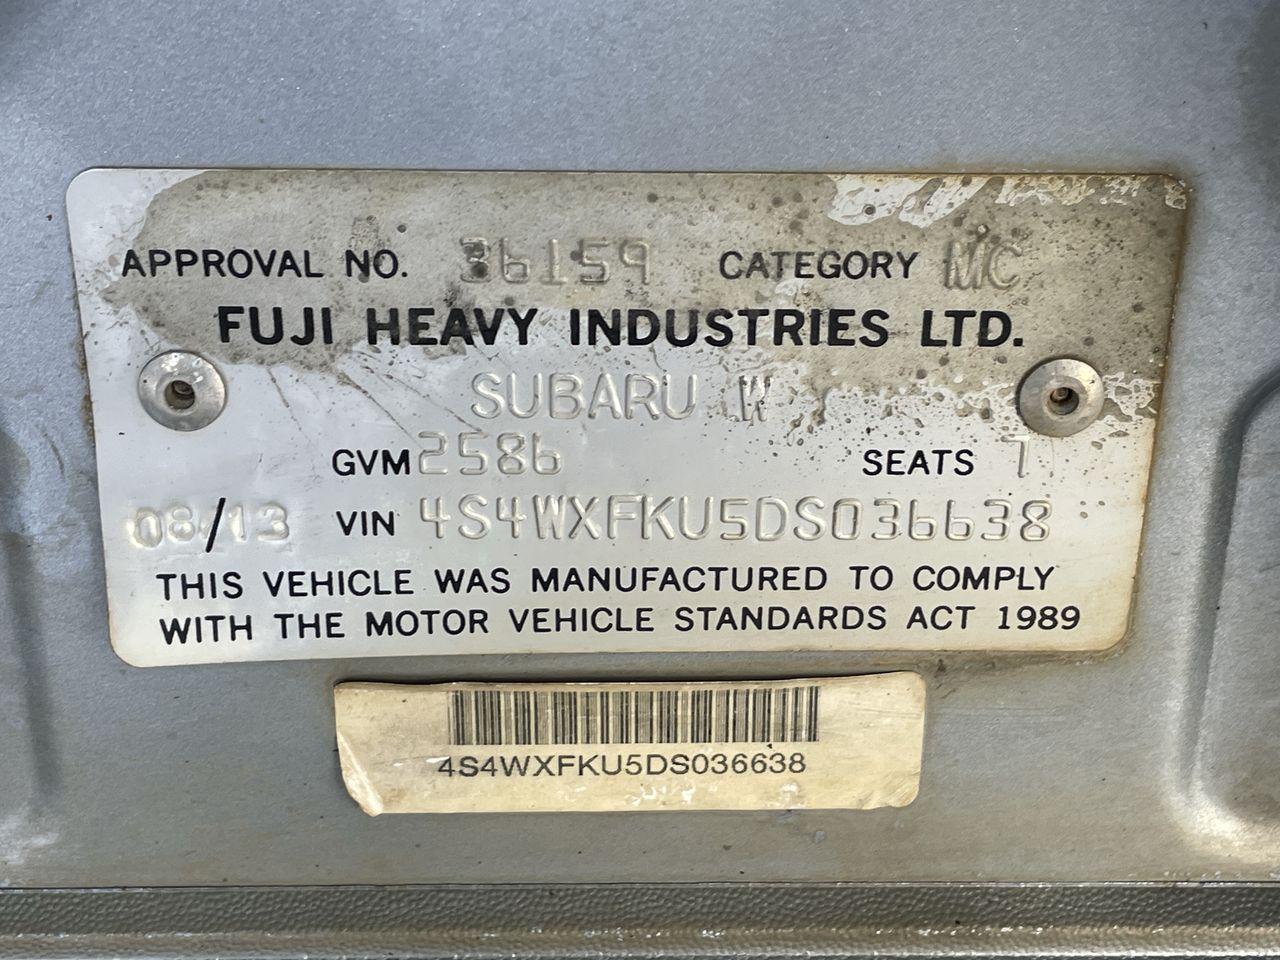 APPROVAL NO. 36159 CATEGORY MC
FUJI HEAVY INDUSTRIES LTD.
SUBARU W
GVM 2586 SEATS 7
08/13 VIN 4S4WXFKU5DS036638
THIS VEHICLE WAS MANUFACTURED TO COMPLY
WITH THE MOTOR VEHICLE STANDARDS ACT 1989
4S4WXFKU5DS036638